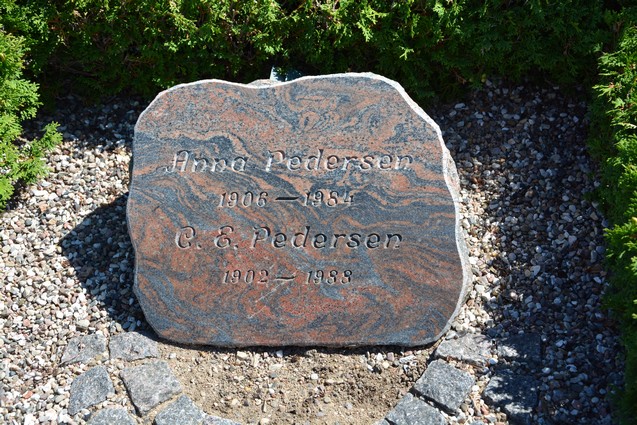 Anna Pedersen
1906 — 1984
C. E. Pedersen
1902 — 1988